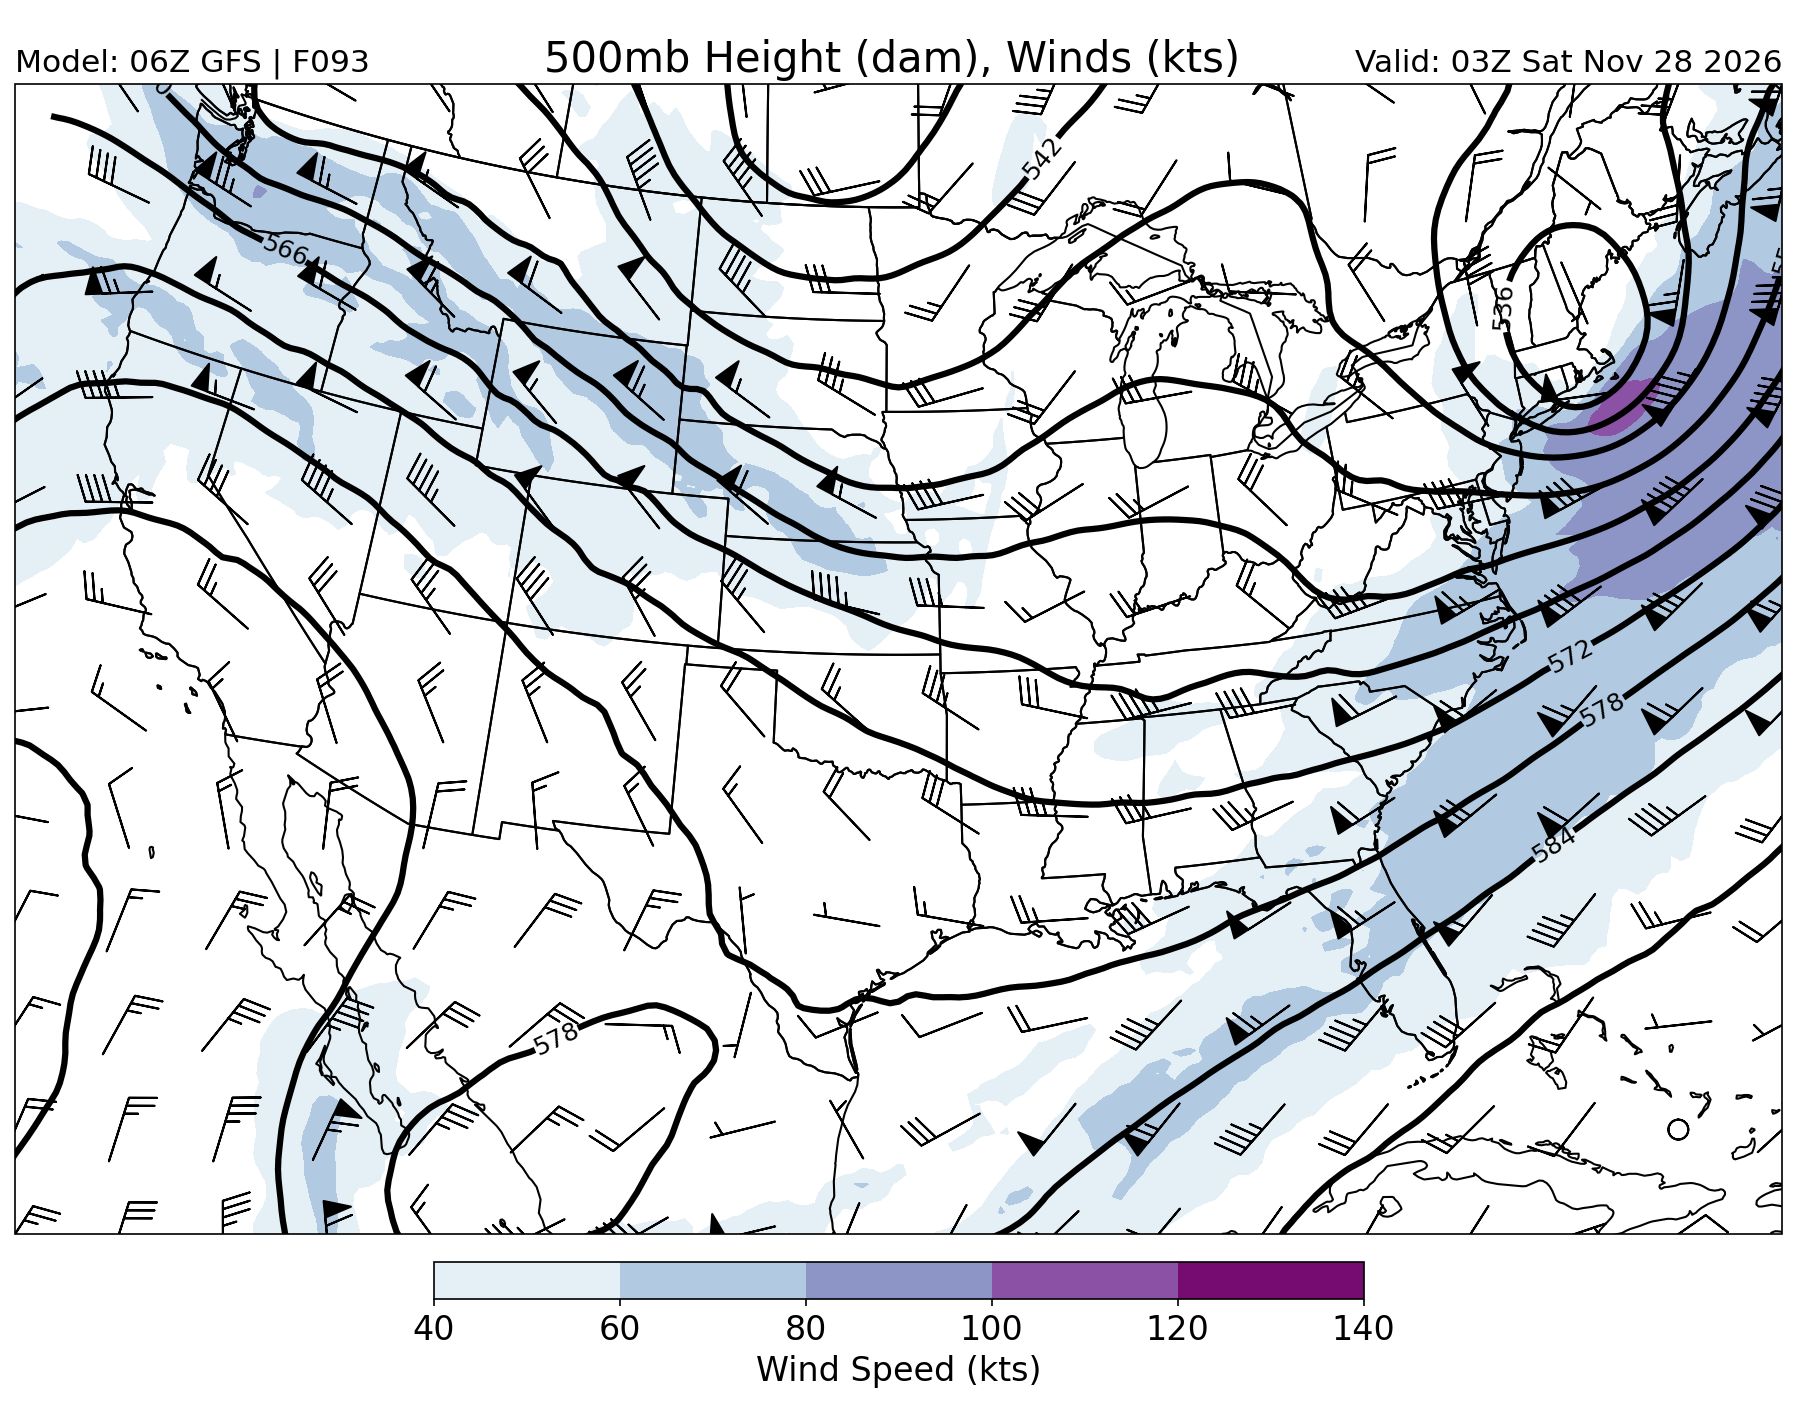 Model: 06Z GFS | F093
500mb Height (dam), Winds (kts)
Valid: 03Z Sat Nov 28 2026
542
566
536
572
578
584
578
40 60 80 100 120 140
Wind Speed (kts)